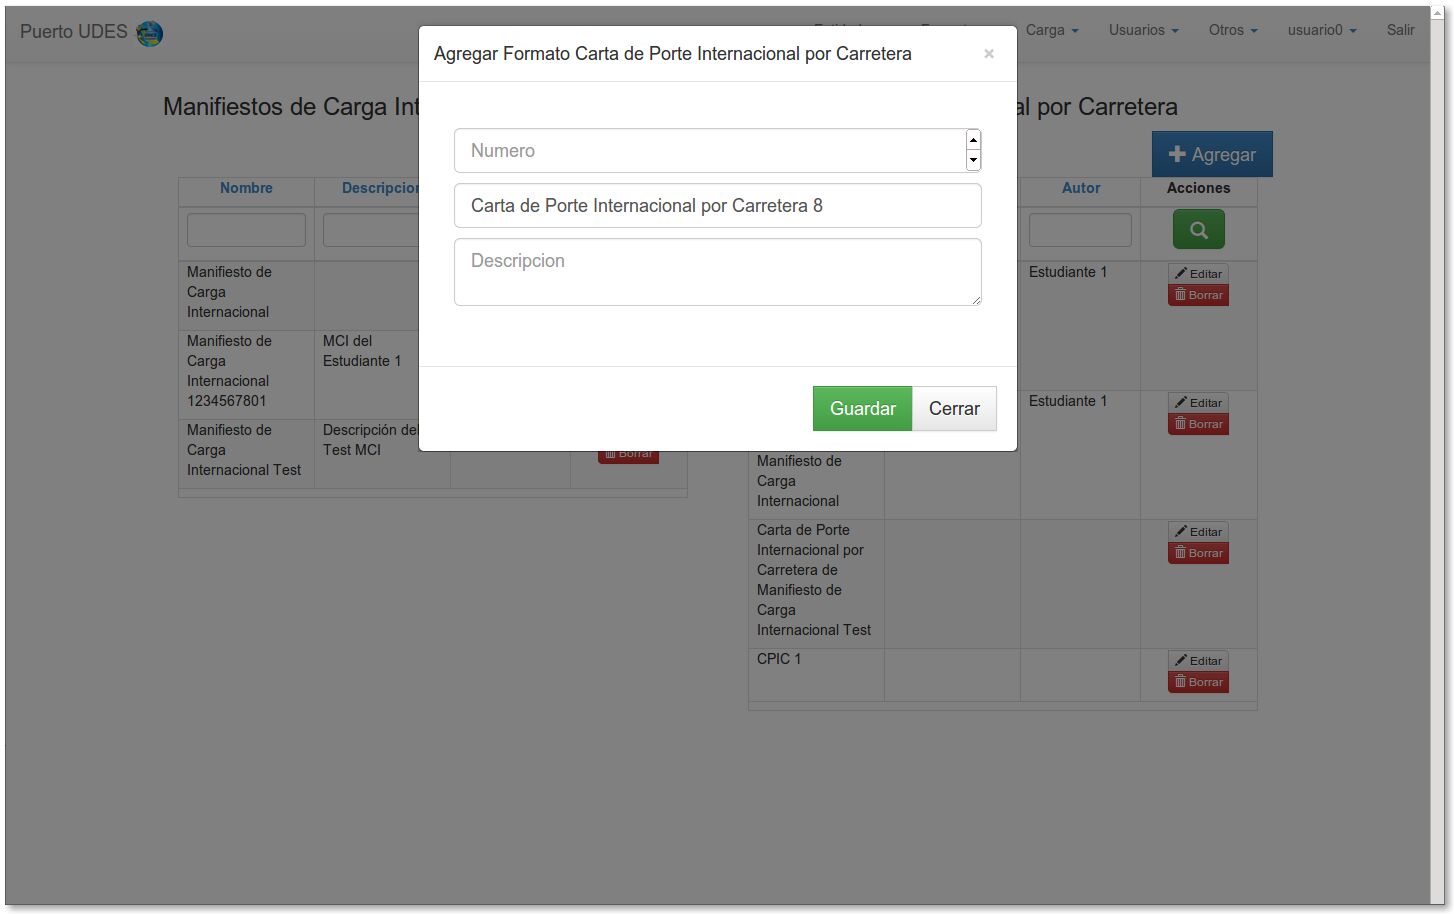 Puerto UDES
Carga
Usuarios
Otros
usuario0
Salir
Agregar Formato Carta de Porte Internacional por Carretera
×
Numero
Carta de Porte Internacional por Carretera 8
Descripcion
Guardar
Cerrar
Manifiestos de Carga Int
al por Carretera
Agregar
Nombre
Descripcion
Manifiesto de
Carga
Internacional
Manifiesto de
Carga
Internacional
1234567801
MCI del
Estudiante 1
Manifiesto de
Carga
Internacional Test
Descripción del
Test MCI
Borrar
Autor
Acciones
Estudiante 1
Editar
Borrar
Estudiante 1
Editar
Borrar
Manifiesto de
Carga
Internacional
Carta de Porte
Internacional por
Carretera de
Manifiesto de
Carga
Internacional Test
Editar
Borrar
CPIC 1
Editar
Borrar